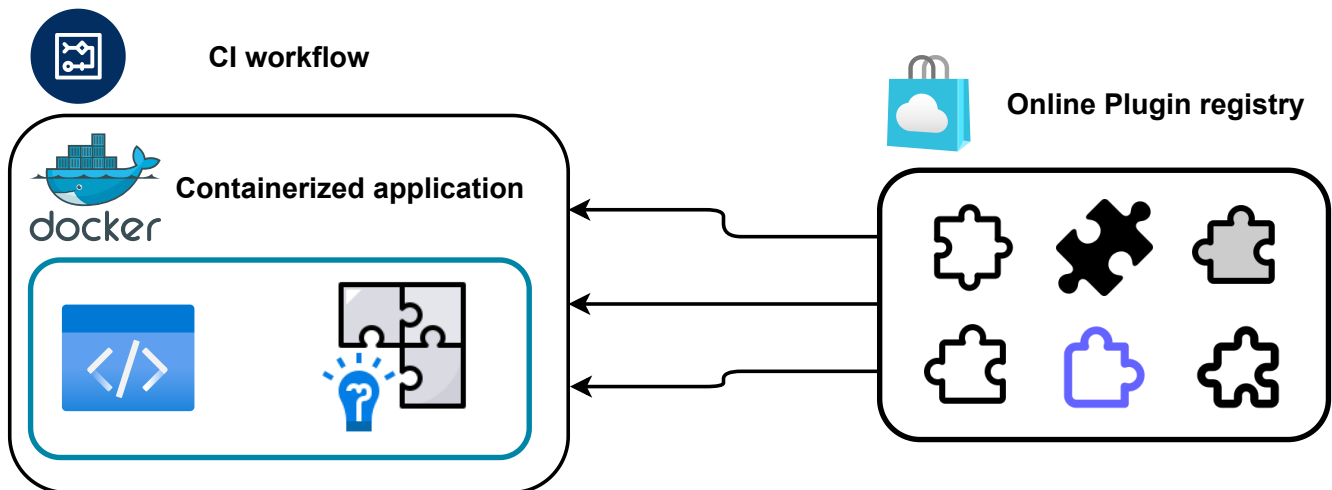 CI workflow
Online Plugin registry
Containerized application
docker
</>